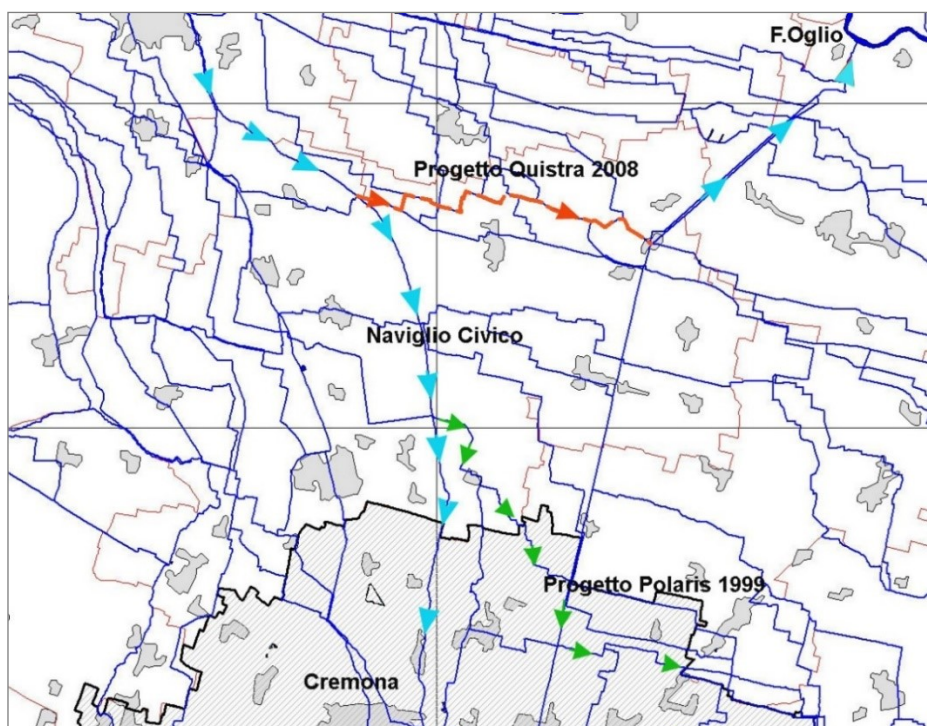 F.Oglio
Progetto Quistra 2008
Naviglio Civico
Progetto Polaris 1999
Cremona